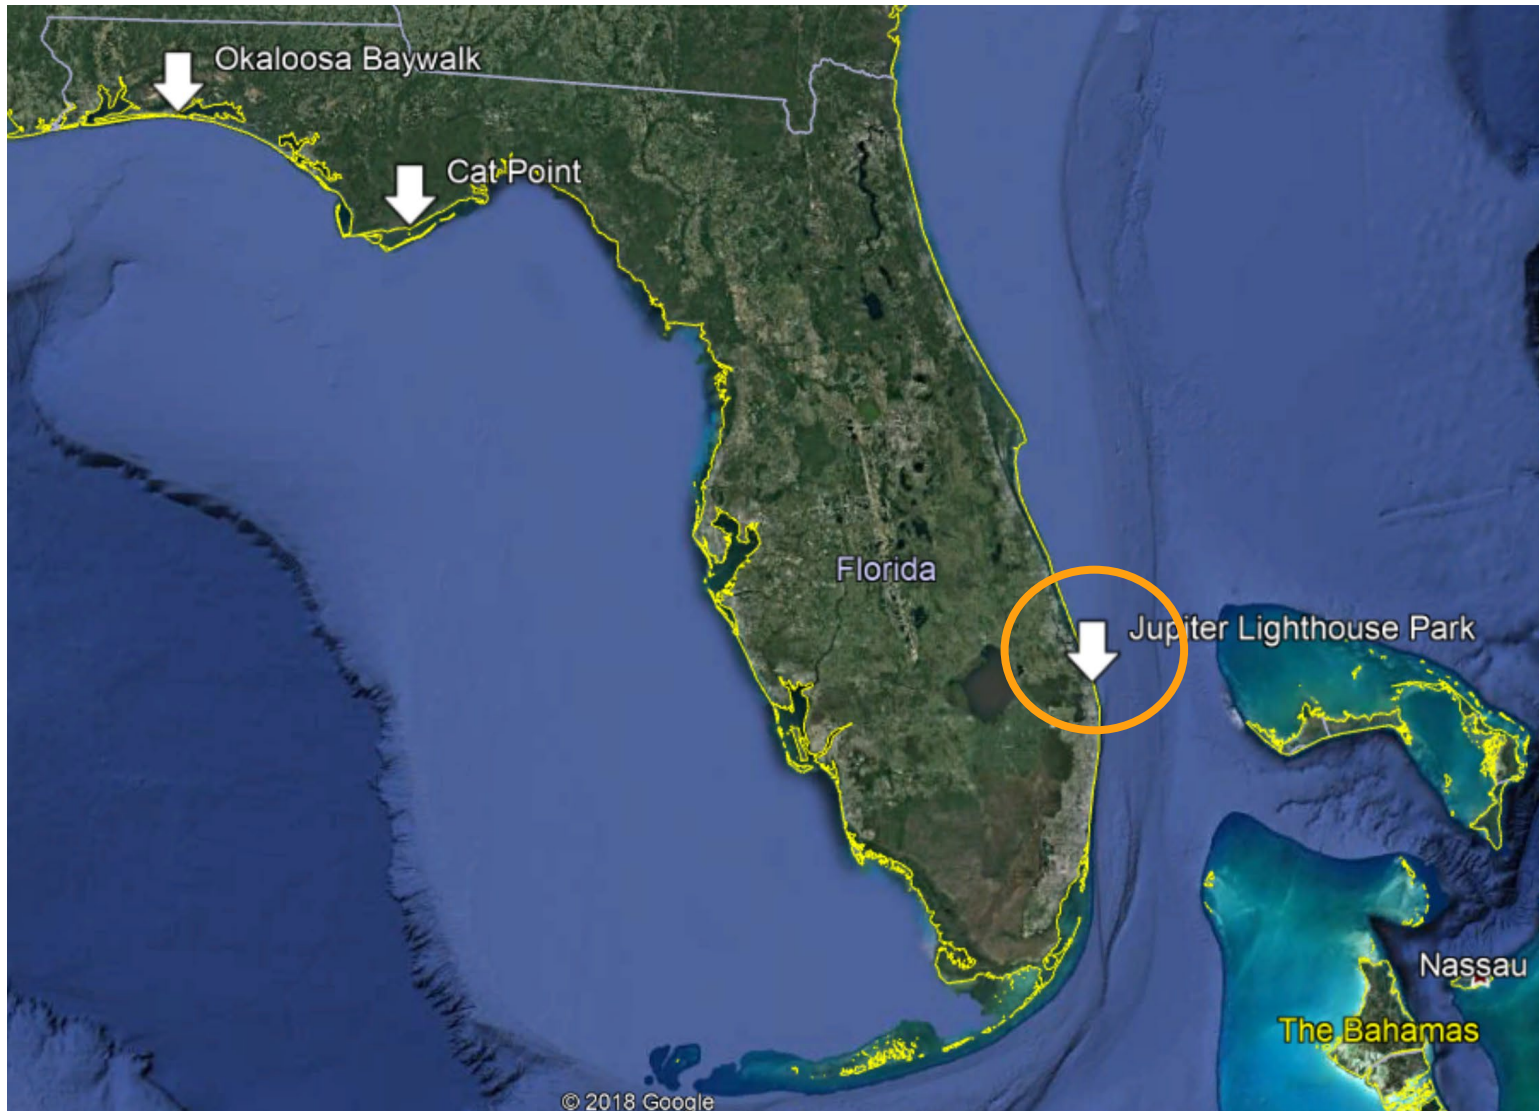 Okaloosa Baywalk
Cat Point
Florida
Jupiter Lighthouse Park
Nassau
The Bahamas
© 2018 Google